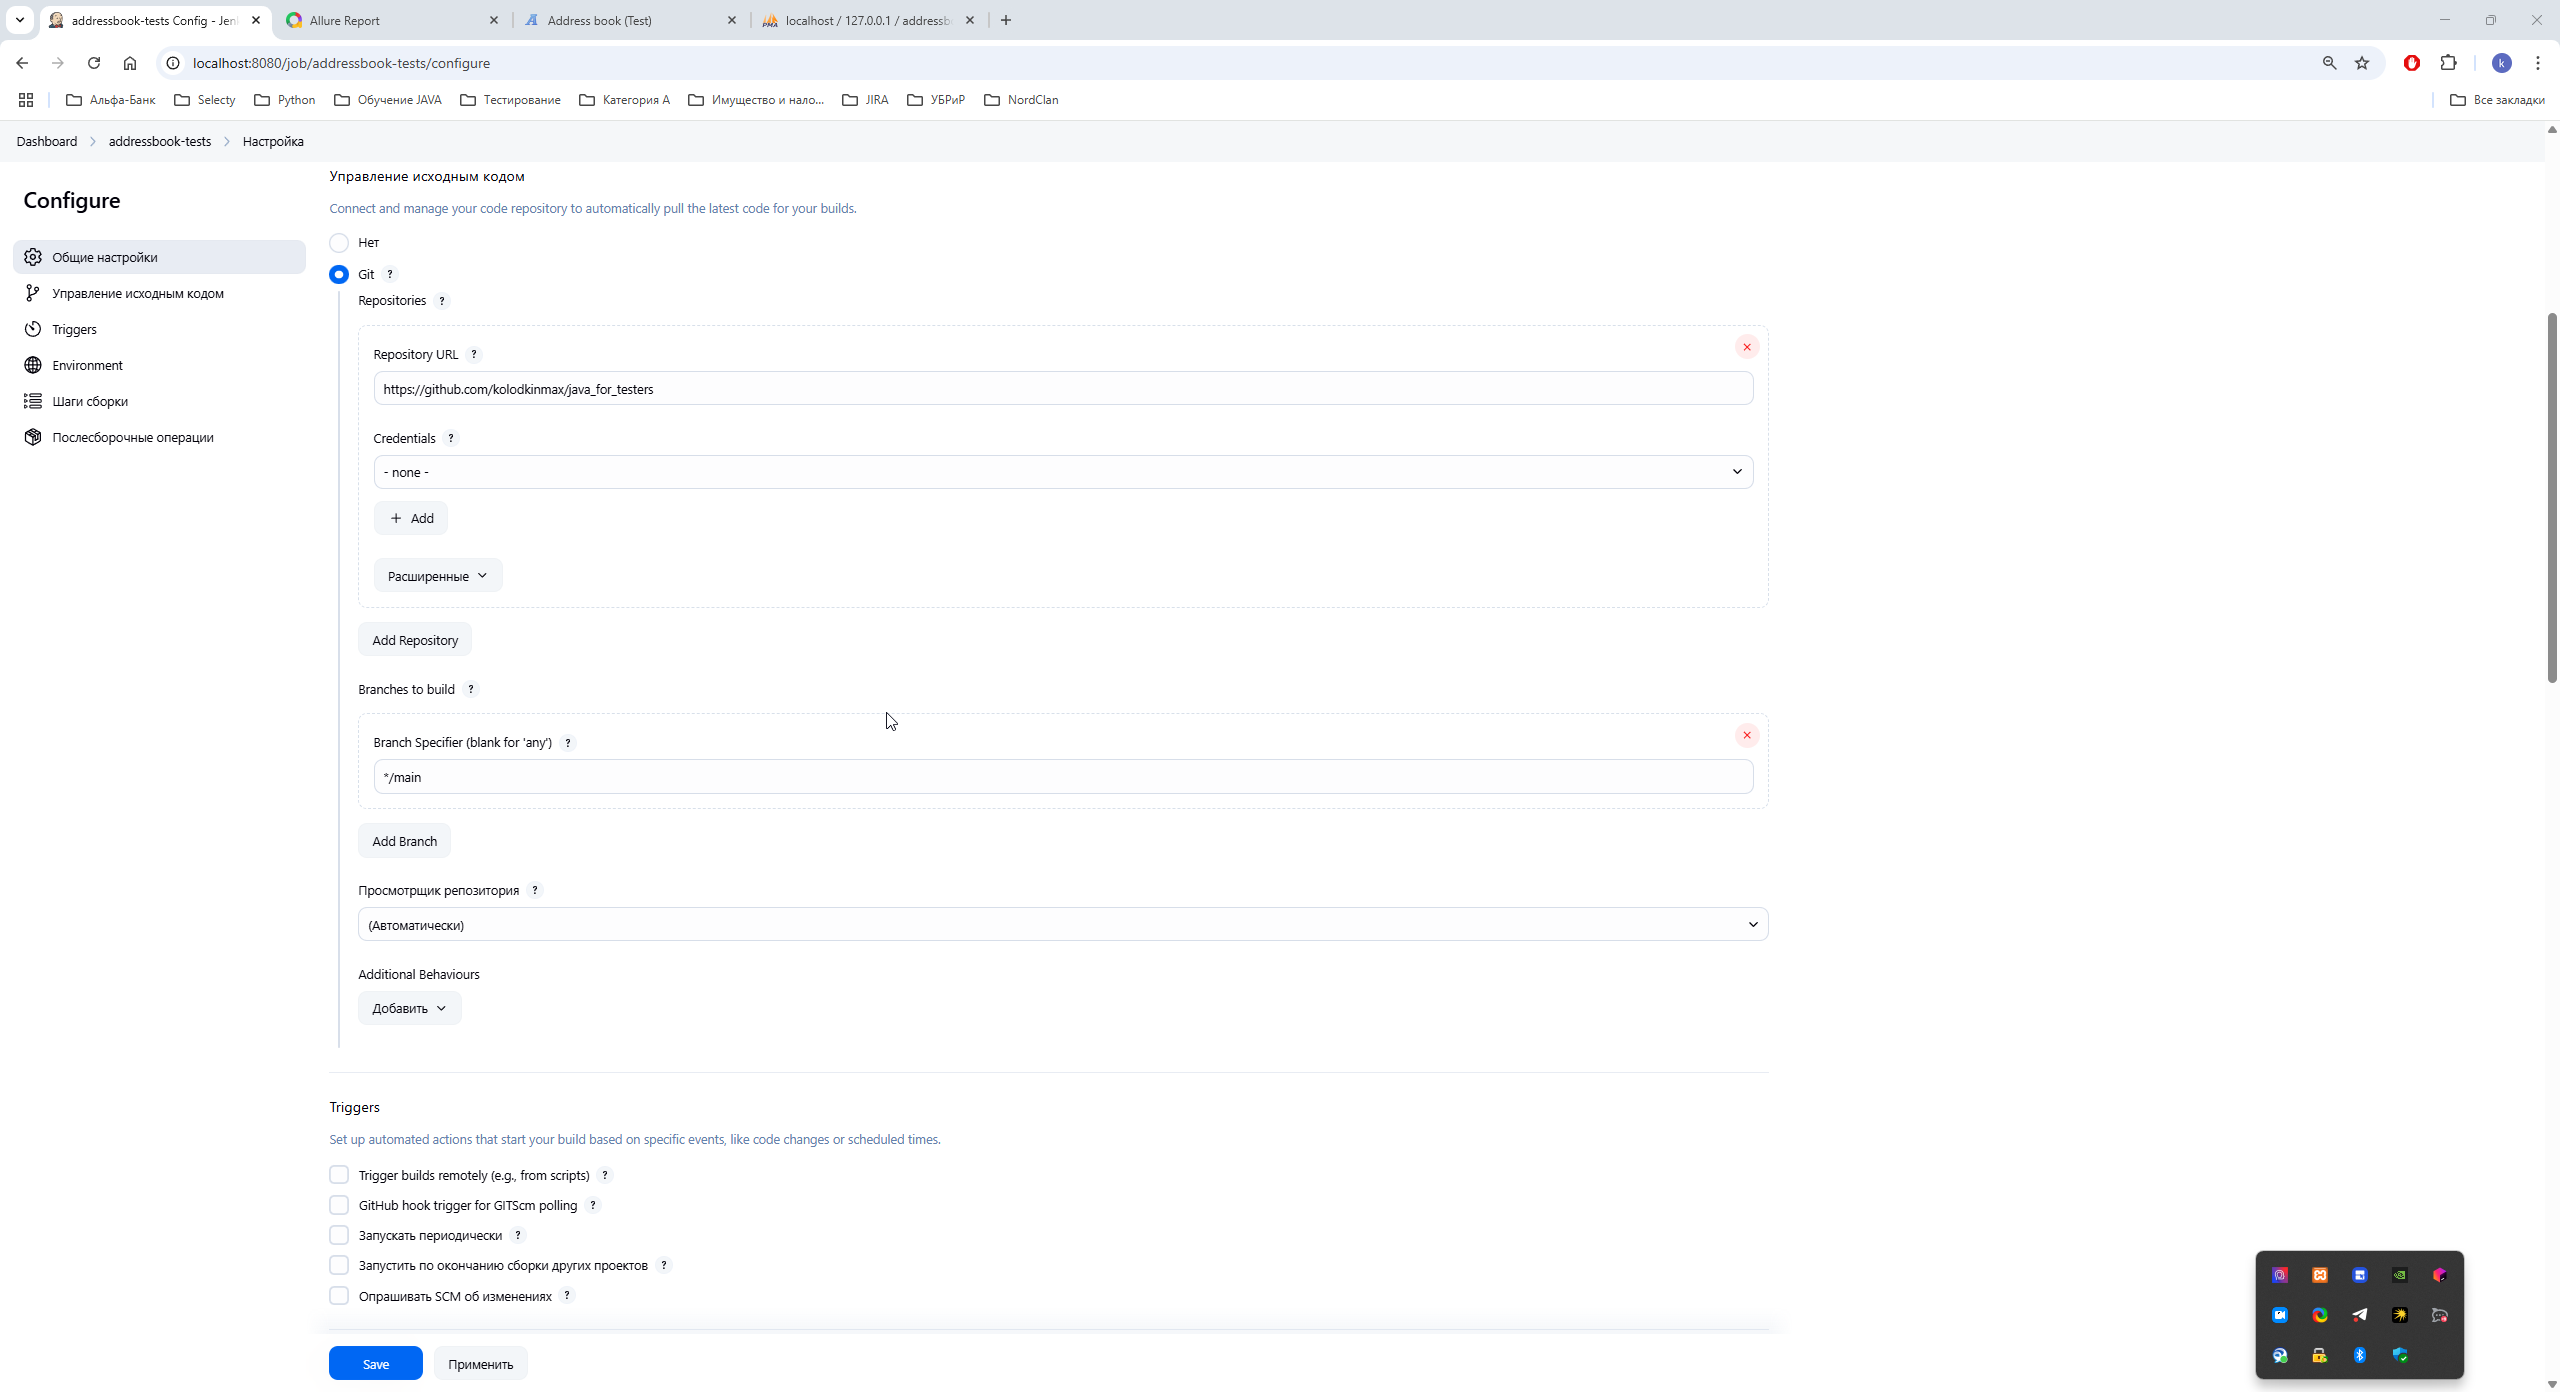 addressbook-tests Config - Jen
Allure Report
Address book (Test)
localhost / 127.0.0.1 / addressb
localhost:8080/job/addressbook-tests/configure
k
Альфа-Банк
Selecty
Python
Обучение JAVA
Тестирование
Категория А
Имущество и нало...
JIRA
УБРиР
NordClan
Все закладки
Dashboard
addressbook-tests
Настройка
Configure
Общие настройки
Управление исходным кодом
Triggers
Environment
Шаги сборки
Послесборочные операции
Управление исходным кодом
Connect and manage your code repository to automatically pull the latest code for your builds.
Нет
Git ?
Repositories ?
Repository URL ?
https://github.com/kolodkinmax/java_for_testers
Credentials ?
- none -
+ Add
Расширенные
Add Repository
Branches to build ?
Branch Specifier (blank for 'any') ?
*/main
Add Branch
Просмотрщик репозитория ?
(Автоматически)
Additional Behaviours
Добавить
Triggers
Set up automated actions that start your build based on specific events, like code changes or scheduled times.
Trigger builds remotely (e.g., from scripts) ?
GitHub hook trigger for GITScm polling ?
Запускать периодически ?
Запустить по окончанию сборки других проектов ?
Опрашивать SCM об изменениях ?
Save
Применить